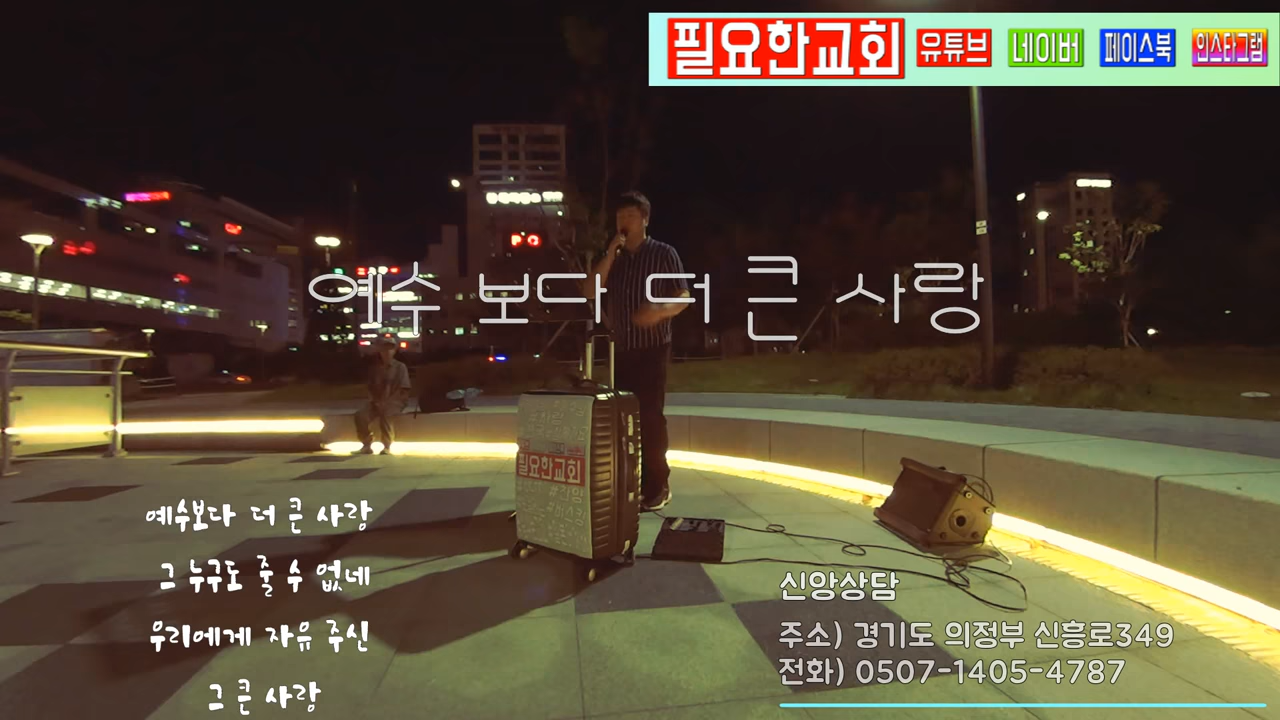 필요한교회 유튜브 네이버 페이스북 인스타그램
예수 보다 더 큰 사랑
필요한교회
예수보다 더 큰 사랑
그 누구도 줄 수 없네
우리에게 자유 주신
그 큰 사랑
신앙상담
주소) 경기도 의정부 신흥로349
전화) 0507-1405-4787